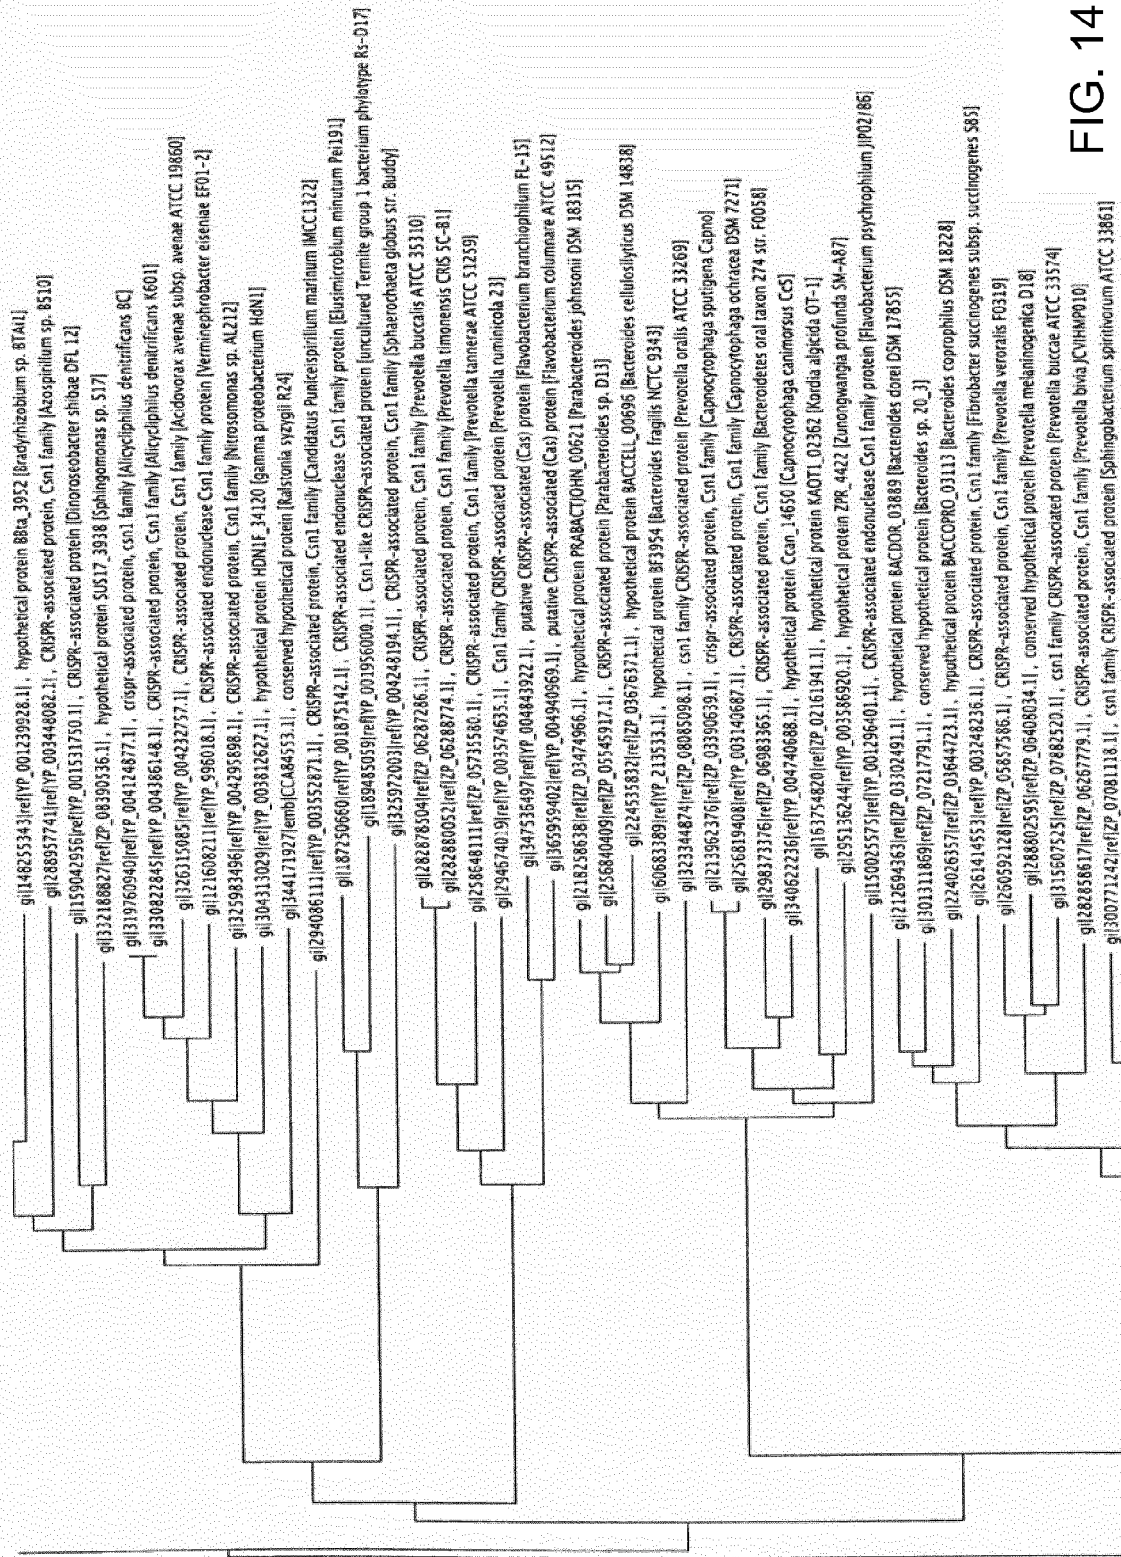 gi|148255343|ref|YP_001239928.1|, hypothetical protein BBta_3952 [Bradyrhizobium sp. BTAi1]
gi|288957741|ref|YP_003448082.1|, CRISPR-associated protein, Csn1 family [Azospirillum sp. B510]
gi|159042956|ref|YP_001531750.1|, CRISPR-associated protein [Dinoroseobacter shibae DFL 12]
gi|332188827|ref|ZP_08390536.1|, hypothetical protein SUS17_3938 [Sphingomonas sp. S17]
gi|319760940|ref|YP_004124877.1|, crispr-associated protein, csn1 family [Alicycliphilus denitrificans BC]
gi|330822845|ref|YP_004386148.1|, CRISPR-associated protein, Csn1 family [Alicycliphilus denitrificans K601]
gi|326315085|ref|YP_004232757.1|, CRISPR-associated protein, Csn1 family [Acidovorax avenae subsp. avenae ATCC 19860]
gi|121608211|ref|YP_996018.1|, CRISPR-associated endonuclease Csn1 family protein [Verminephrobacter eiseniae EF01-2]
gi|325983496|ref|YP_004295898.1|, CRISPR-associated protein, Csn1 family [Nitrosomonas sp. AL212]
gi|304313029|ref|YP_003812627.1|, hypothetical protein HDN1F_34120 [gamma proteobacterium HdN1]
gi|344171927|emb|CCA84553.1|, conserved hypothetical protein [Ralstonia syzygii R24]
gi|294086111|ref|YP_003552871.1|, CRISPR-associated protein, Csn1 family [Candidatus Puniceispirillum marinum IMCC1322]
gi|187250660|ref|YP_001875142.1|, CRISPR-associated endonuclease Csn1 family protein [Elusimicrobium minutum Pei191]
gi|189485059|ref|YP_001956000.1|, Csn1-like CRISPR-associated protein [uncultured Termite group 1 bacterium phylotype Rs-D17]
gi|325972003|ref|YP_004248194.1|, CRISPR-associated protein, Csn1 family [Sphaerochaeta globus str. Buddy]
gi|282878504|ref|ZP_06287286.1|, CRISPR-associated protein, Csn1 family [Prevotella buccalis ATCC 35310]
gi|282880052|ref|ZP_06288774.1|, CRISPR-associated protein, Csn1 family [Prevotella timonensis CRIS 5C-B1]
gi|258648111|ref|ZP_05735580.1|, CRISPR-associated protein, Csn1 family [Prevotella tannerae ATCC 51259]
gi|294674019|ref|YP_003574635.1|, Csn1 family CRISPR-associated protein [Prevotella ruminicola 23]
gi|347536497|ref|YP_004843922.1|, putative CRISPR-associated (Cas) protein [Flavobacterium branchiophilum FL-15]
gi|365959402|ref|YP_004940969.1|, putative CRISPR-associated (Cas) protein [Flavobacterium columnare ATCC 49512]
gi|218258638|ref|ZP_03474966.1|, hypothetical protein PRABACTJOHN_00621 [Parabacteroides johnsonii DSM 18315]
gi|256840409|ref|ZP_05545917.1|, CRISPR-associated protein [Parabacteroides sp. D13]
gi|224535832|ref|ZP_03676371.1|, hypothetical protein BACCELL_00696 [Bacteroides cellulosilyticus DSM 14838]
gi|60683389|ref|YP_213533.1|, hypothetical protein BF3954 [Bacteroides fragilis NCTC 9343]
gi|323344874|ref|ZP_08085098.1|, csn1 family CRISPR-associated protein [Prevotella oralis ATCC 33269]
gi|213962376|ref|ZP_03390639.1|, crispr-associated protein, Csn1 family [Capnocytophaga sputigena Capno]
gi|256819408|ref|YP_003140687.1|, CRISPR-associated protein, Csn1 family [Capnocytophaga ochracea DSM 7271]
gi|298373376|ref|ZP_06983365.1|, CRISPR-associated protein, Csn1 family [Bacteroidetes oral taxon 274 str. F0058]
gi|340622236|ref|YP_004740688.1|, hypothetical protein Ccan_14650 [Capnocytophaga canimorsus Cc5]
gi|163754820|ref|ZP_02161941.1|, hypothetical protein KAOT1_02362 [Kordia algicida OT-1]
gi|295136244|ref|YP_003586920.1|, hypothetical protein ZPR_4422 [Zunongwangia profunda SM-A87]
gi|150025575|ref|YP_001296401.1|, CRISPR-associated endonuclease Csn1 family protein [Flavobacterium psychrophilum JIP02/86]
gi|212694363|ref|ZP_03302491.1|, hypothetical protein BACDOR_03889 [Bacteroides dorei DSM 17855]
gi|301311869|ref|ZP_07217791.1|, conserved hypothetical protein [Bacteroides sp. 20_3]
gi|224026357|ref|ZP_03644723.1|, hypothetical protein BACCOPRO_03113 [Bacteroides coprophilus DSM 18228]
gi|261414553|ref|YP_003248236.1|, CRISPR-associated protein, Csn1 family [Fibrobacter succinogenes subsp. succinogenes S85]
gi|260592128|ref|ZP_05857586.1|, CRISPR-associated protein, Csn1 family [Prevotella veroralis F0319]
gi|288802595|ref|ZP_06408034.1|, conserved hypothetical protein [Prevotella melaninogenica D18]
gi|315607525|ref|ZP_07882520.1|, csn1 family CRISPR-associated protein [Prevotella buccae ATCC 33574]
gi|282858617|ref|ZP_06267779.1|, CRISPR-associated protein, Csn1 family [Prevotella bivia JCVIHMP010]
gi|300771242|ref|ZP_07081118.1|, csn1 family CRISPR-associated protein [Sphingobacterium spiritivorum ATCC 33861]
FIG. 14